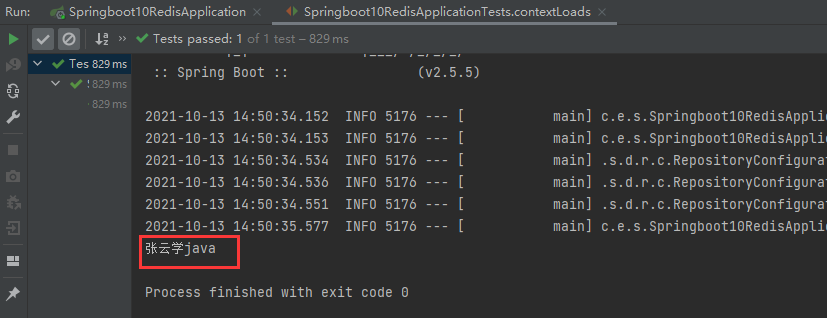 Run: Springboot10RedisApplication × Springboot10RedisApplicationTests.contextLoads ×
» Tests passed: 1 of 1 test – 829 ms
Tes 829 ms
829 ms
829 ms
:: Spring Boot :: (v2.5.5)
2021-10-13 14:50:34.152 INFO 5176 --- [ main] c.e.s.Springboot10RedisApplic
2021-10-13 14:50:34.153 INFO 5176 --- [ main] c.e.s.Springboot10RedisApplic
2021-10-13 14:50:34.534 INFO 5176 --- [ main] .s.d.r.c.RepositoryConfigurat
2021-10-13 14:50:34.536 INFO 5176 --- [ main] .s.d.r.c.RepositoryConfigurat
2021-10-13 14:50:34.551 INFO 5176 --- [ main] .s.d.r.c.RepositoryConfigurat
2021-10-13 14:50:35.577 INFO 5176 --- [ main] c.e.s.Springboot10RedisApplic
张云学java
Process finished with exit code 0